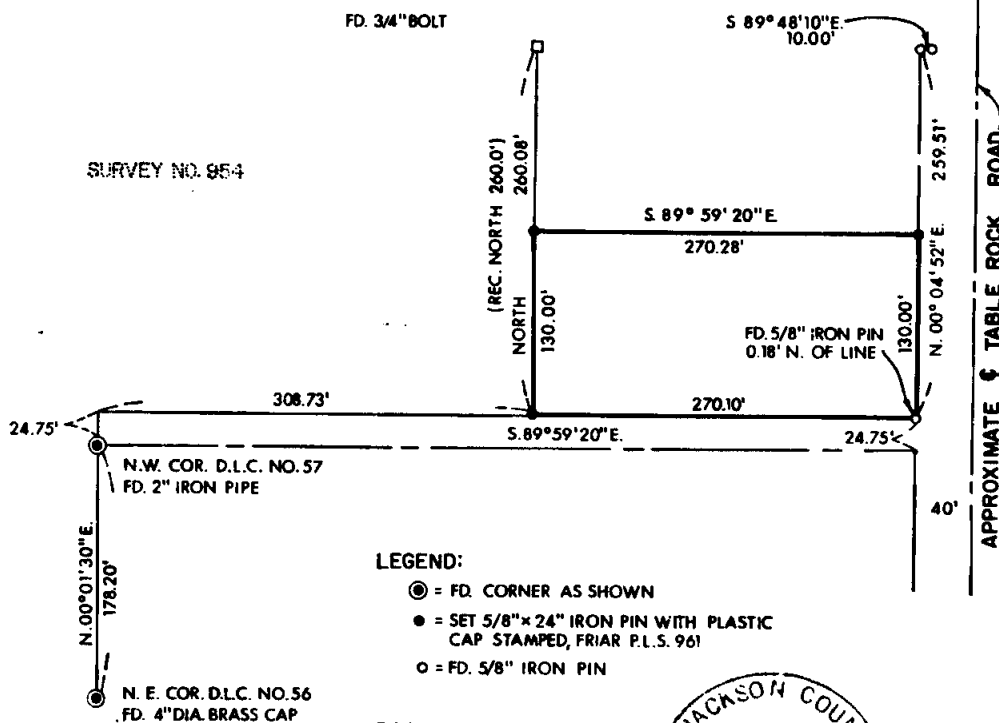 FD. 3/4" BOLT
S 89° 48' 10" E.
10.00'
SURVEY NO. 954
(REC. NORTH 260.0')
260.08'
259.51'
S. 89° 59' 20" E.
270.28'
NORTH
130.00'
130.00'
N. 00° 04' 52" E.
FD. 5/8" IRON PIN
0.18' N. OF LINE
APPROXIMATE ℄ TABLE ROCK ROAD
308.73'
270.10'
24.75'
S. 89° 59' 20" E.
24.75'
N.W. COR. D.L.C. NO. 57
FD. 2" IRON PIPE
40'
N. 00° 01' 30" E.
178.20'
LEGEND:
= FD. CORNER AS SHOWN
= SET 5/8" x 24" IRON PIN WITH PLASTIC
CAP STAMPED, FRIAR P.L.S. 961
= FD. 5/8" IRON PIN
N. E. COR. D.L.C. NO. 56
FD. 4" DIA. BRASS CAP
JACKSON COU